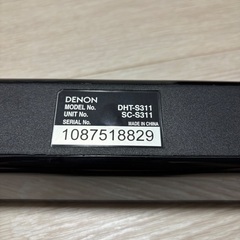 DENON
MODEL No. DHT-S311
UNIT No. SC-S311
SERIAL No. MADE IN CHINA
1087518829